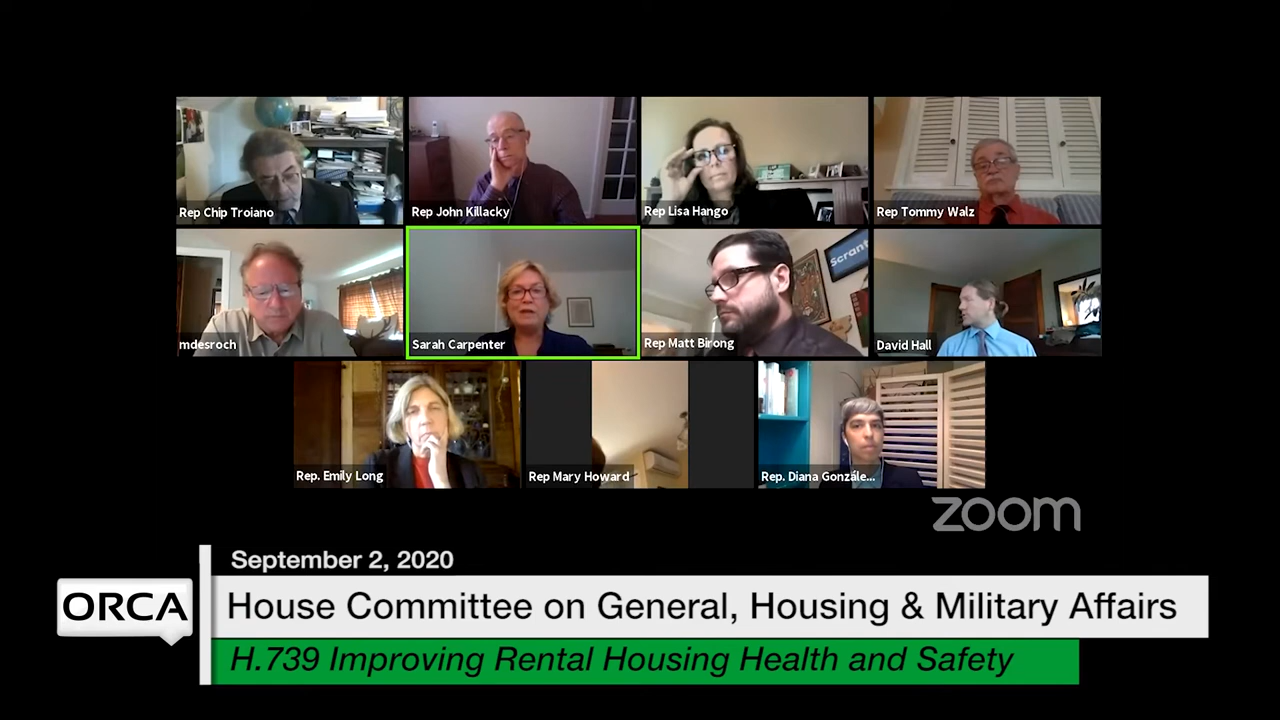 Rep Chip Troiano
Rep John Killacky
Rep Lisa Hango
Rep Tommy Walz
Scrant
mdesroch
Sarah Carpenter
Rep Matt Birong
David Hall
Rep. Emily Long
Rep Mary Howard
Rep. Diana Gonzále...
zoom
September 2, 2020
ORCA
House Committee on General, Housing & Military Affairs
H.739 Improving Rental Housing Health and Safety